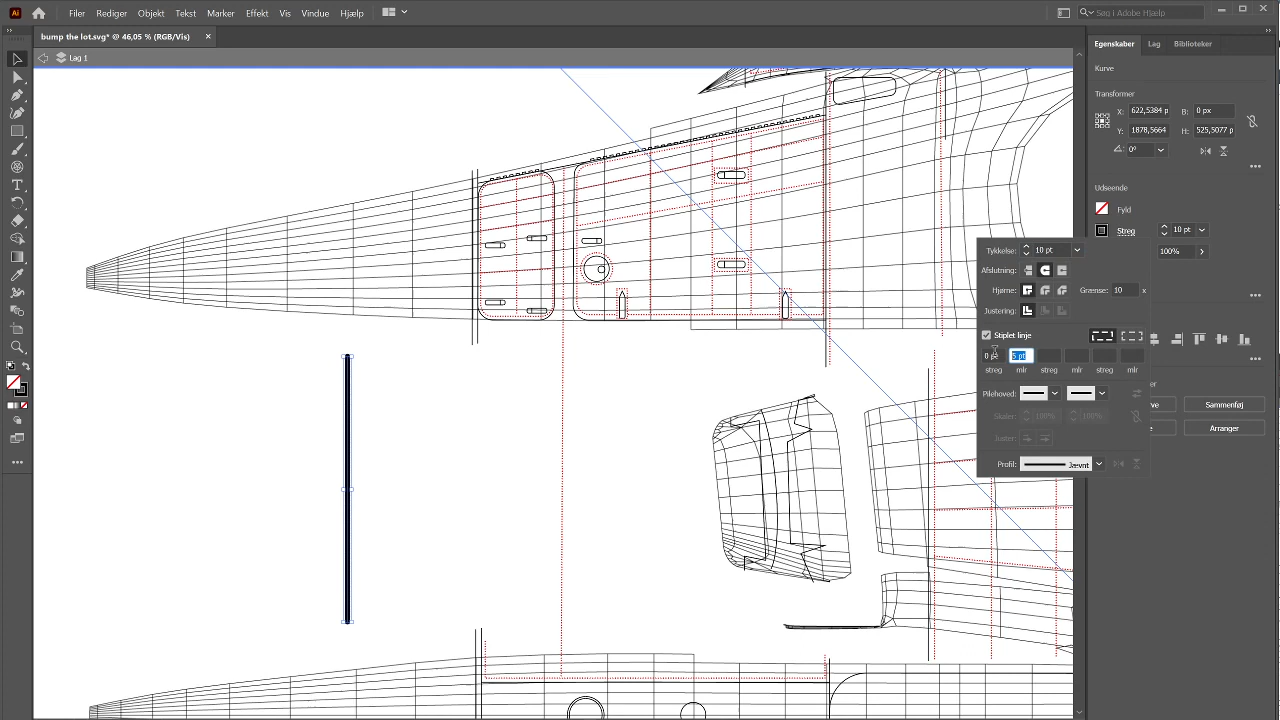 Ai Filer Rediger Objekt Tekst Marker Effekt Vis Vindue Hjælp Søg i Adobe Hjælp
bump the lot.svg* @ 46,05 % (RGB/Vis) ×
Lag 1
Egenskaber Lag Biblioteker
Kurve
Transformer
X: 622,5384 p B: 0 px
Y: 1878,5664 H: 525,5077 p
0°
Udseende
Fyld
Streg 10 pt
100%
Tykkelse: 10 pt
Afslutning:
Hjørne: Grænse: 10 x
Justering:
Stiplet linje
0 pt 5 pt
streg mlr streg mlr streg mlr
Pilehoved:
Skaler: 100% 100%
Juster:
Profil: Jævnt
Sammenføj
Arranger